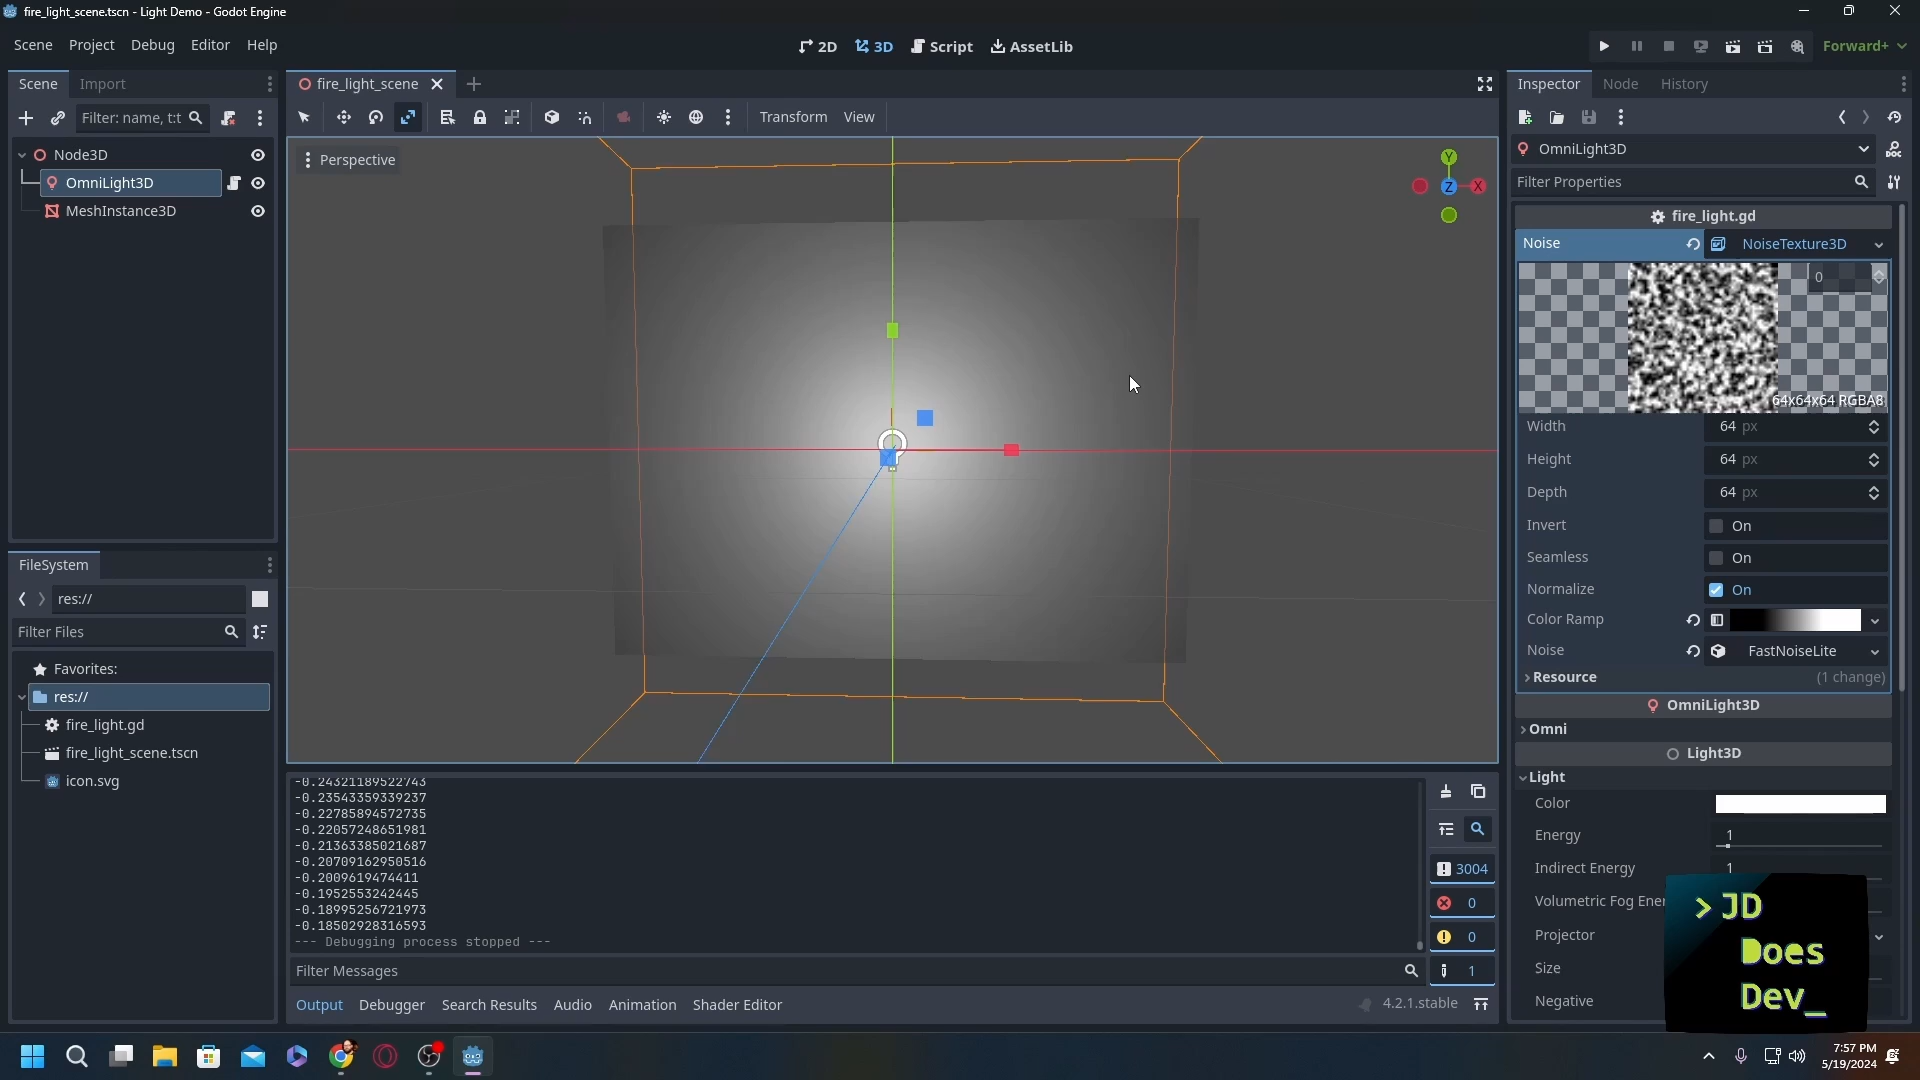 fire_light_scene.tscn - Light Demo - Godot Engine
Scene Project Debug Editor Help
2D 3D Script AssetLib
Forward+
Scene Import
fire_light_scene
Inspector Node History
Filter: name, t:t
Transform View
Node3D
OmniLight3D
MeshInstance3D
Perspective
Y
Z
X
OmniLight3D
Filter Properties
fire_light.gd
Noise NoiseTexture3D
0
64x64x64 RGBA8
Width 64 px
Height 64 px
Depth 64 px
Invert On
Seamless On
Normalize On
Color Ramp
Noise FastNoiseLite
Resource (1 change)
OmniLight3D
Omni
Light3D
Light
Color
Energy 1
Indirect Energy 1
Volumetric Fog Ener
Projector
Size
Negative
FileSystem
res://
Filter Files
Favorites:
res://
fire_light.gd
fire_light_scene.tscn
icon.svg
-0.24321189522743
-0.23543359339237
-0.22785894572735
-0.22057248651981
-0.21363385021687
-0.20709162950516
-0.2009619474411
-0.1952553242445
-0.18995256721973
-0.18502928316593
--- Debugging process stopped ---
3004
0
0
1
Filter Messages
Output Debugger Search Results Audio Animation Shader Editor
4.2.1.stable
> JD
Does
Dev_
7:57 PM
5/19/2024